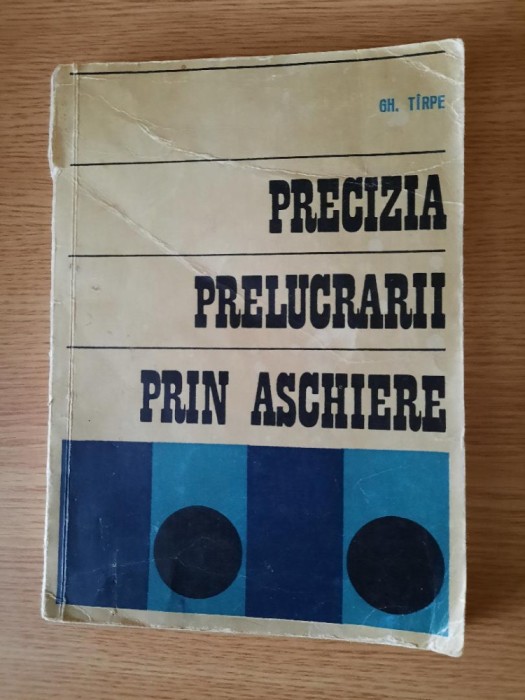 GH. TÎRPE
PRECIZIA
PRELUCRARII
PRIN ASCHIERE